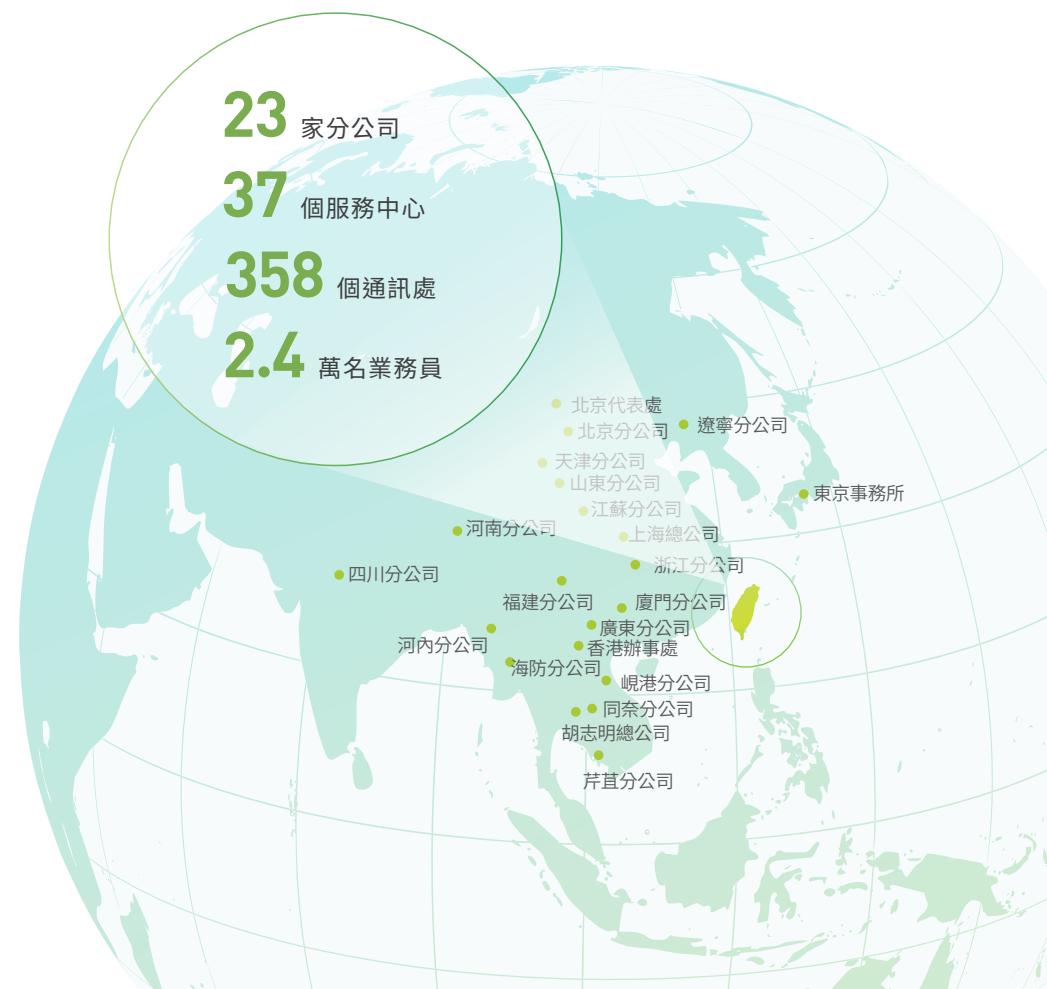 23 家分公司
37 個服務中心
358 個通訊處
2.4 萬名業務員
北京代表處
遼寧分公司
北京分公司
天津分公司
山東分公司
東京事務所
江蘇分公司
河南分公司
上海總公司
浙江分公司
四川分公司
福建分公司
廈門分公司
廣東分公司
河內分公司
香港辦事處
海防分公司
峴港分公司
同奈分公司
胡志明總公司
芹苴分公司